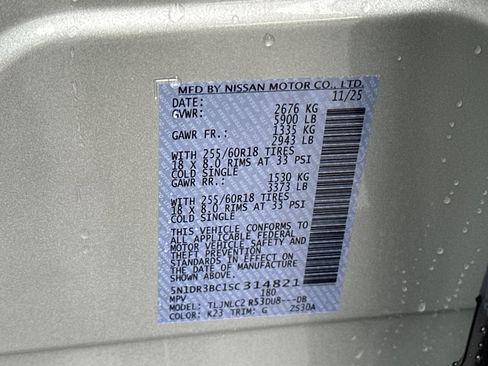 MFD BY NISSAN MOTOR CO., LTD.
DATE: 11/25
GVWR: 2676 KG
5900 LB
GAWR FR.: 1335 KG
2943 LB
WITH 255/60R18 TIRES
18 X 8.0 RIMS AT 33 PSI
COLD SINGLE
GAWR RR.: 1530 KG
3373 LB
WITH 255/60R18 TIRES
18 X 8.0 RIMS AT 33 PSI
COLD SINGLE
THIS VEHICLE CONFORMS TO
ALL APPLICABLE FEDERAL
MOTOR VEHICLE SAFETY AND
THEFT PREVENTION
STANDARDS IN EFFECT ON
THE DATE OF MANUFACTURE
SHOWN ABOVE.
5N1DR3BC1SC314821
MPV 180
MODEL: TLJNLC2 R53DU8---DB
COLOR: K23 TRIM: G ZS30A